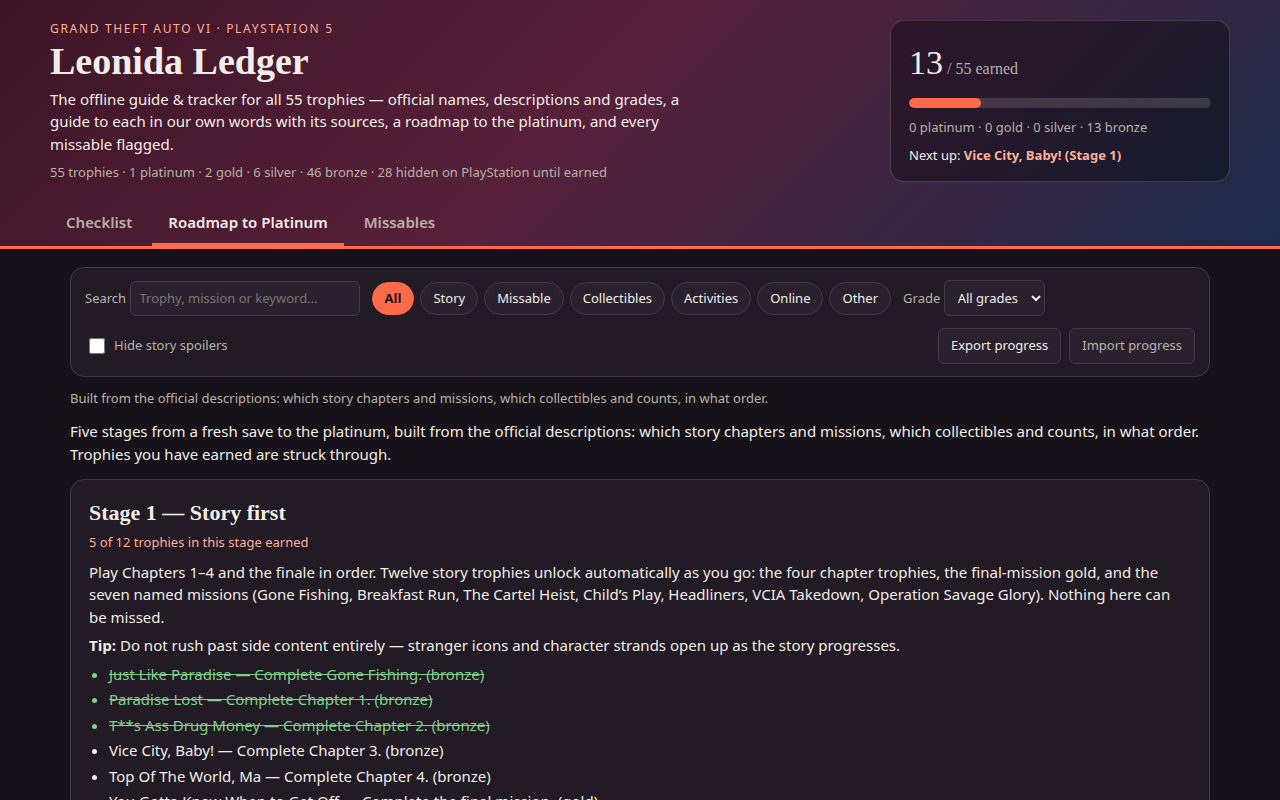 GRAND THEFT AUTO VI · PLAYSTATION 5
Leonida Ledger
The offline guide & tracker for all 55 trophies — official names, descriptions and grades, a
guide to each in our own words with its sources, a roadmap to the platinum, and every
missable flagged.
55 trophies · 1 platinum · 2 gold · 6 silver · 46 bronze · 28 hidden on PlayStation until earned
13 / 55 earned
0 platinum · 0 gold · 0 silver · 13 bronze
Next up: Vice City, Baby! (Stage 1)
Checklist Roadmap to Platinum Missables
Search Trophy, mission or keyword... All Story Missable Collectibles Activities Online Other Grade All grades
Hide story spoilers Export progress Import progress
Built from the official descriptions: which story chapters and missions, which collectibles and counts, in what order.
Five stages from a fresh save to the platinum, built from the official descriptions: which story chapters and missions, which collectibles and counts, in what order.
Trophies you have earned are struck through.
Stage 1 — Story first
5 of 12 trophies in this stage earned
Play Chapters 1–4 and the finale in order. Twelve story trophies unlock automatically as you go: the four chapter trophies, the final-mission gold, and the
seven named missions (Gone Fishing, Breakfast Run, The Cartel Heist, Child’s Play, Headliners, VCIA Takedown, Operation Savage Glory). Nothing here can
be missed.
Tip: Do not rush past side content entirely — stranger icons and character strands open up as the story progresses.
Just Like Paradise — Complete Gone Fishing. (bronze)
Paradise Lost — Complete Chapter 1. (bronze)
T**s Ass Drug Money — Complete Chapter 2. (bronze)
Vice City, Baby! — Complete Chapter 3. (bronze)
Top Of The World, Ma — Complete Chapter 4. (bronze)
You Gotta Know When to Get Off — Complete the final mission. (gold)